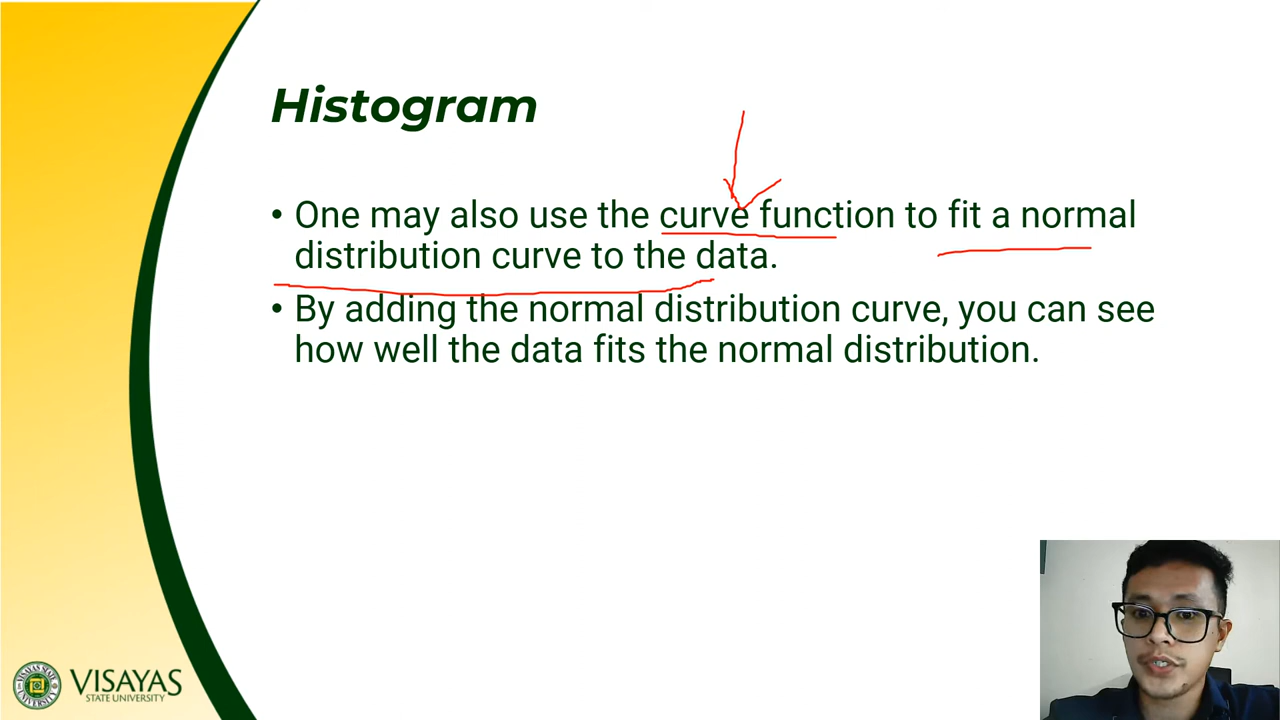 Histogram
• One may also use the curve function to fit a normal
distribution curve to the data.
• By adding the normal distribution curve, you can see
how well the data fits the normal distribution.
VISAYAS
STATE UNIVERSITY